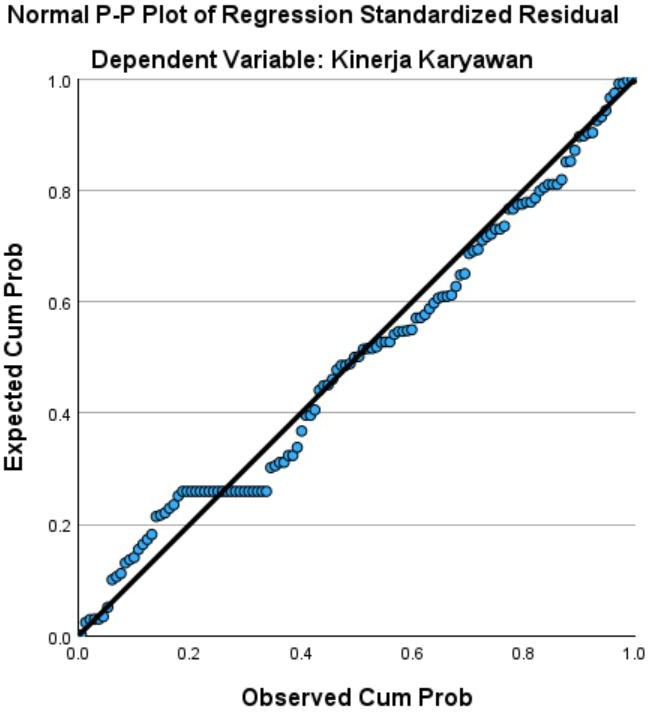 Normal P-P Plot of Regression Standardized Residual
Dependent Variable: Kinerja Karyawan
Expected Cum Prob
1.0
0.8
0.6
0.4
0.2
0.0
0.0 0.2 0.4 0.6 0.8 1.0
Observed Cum Prob